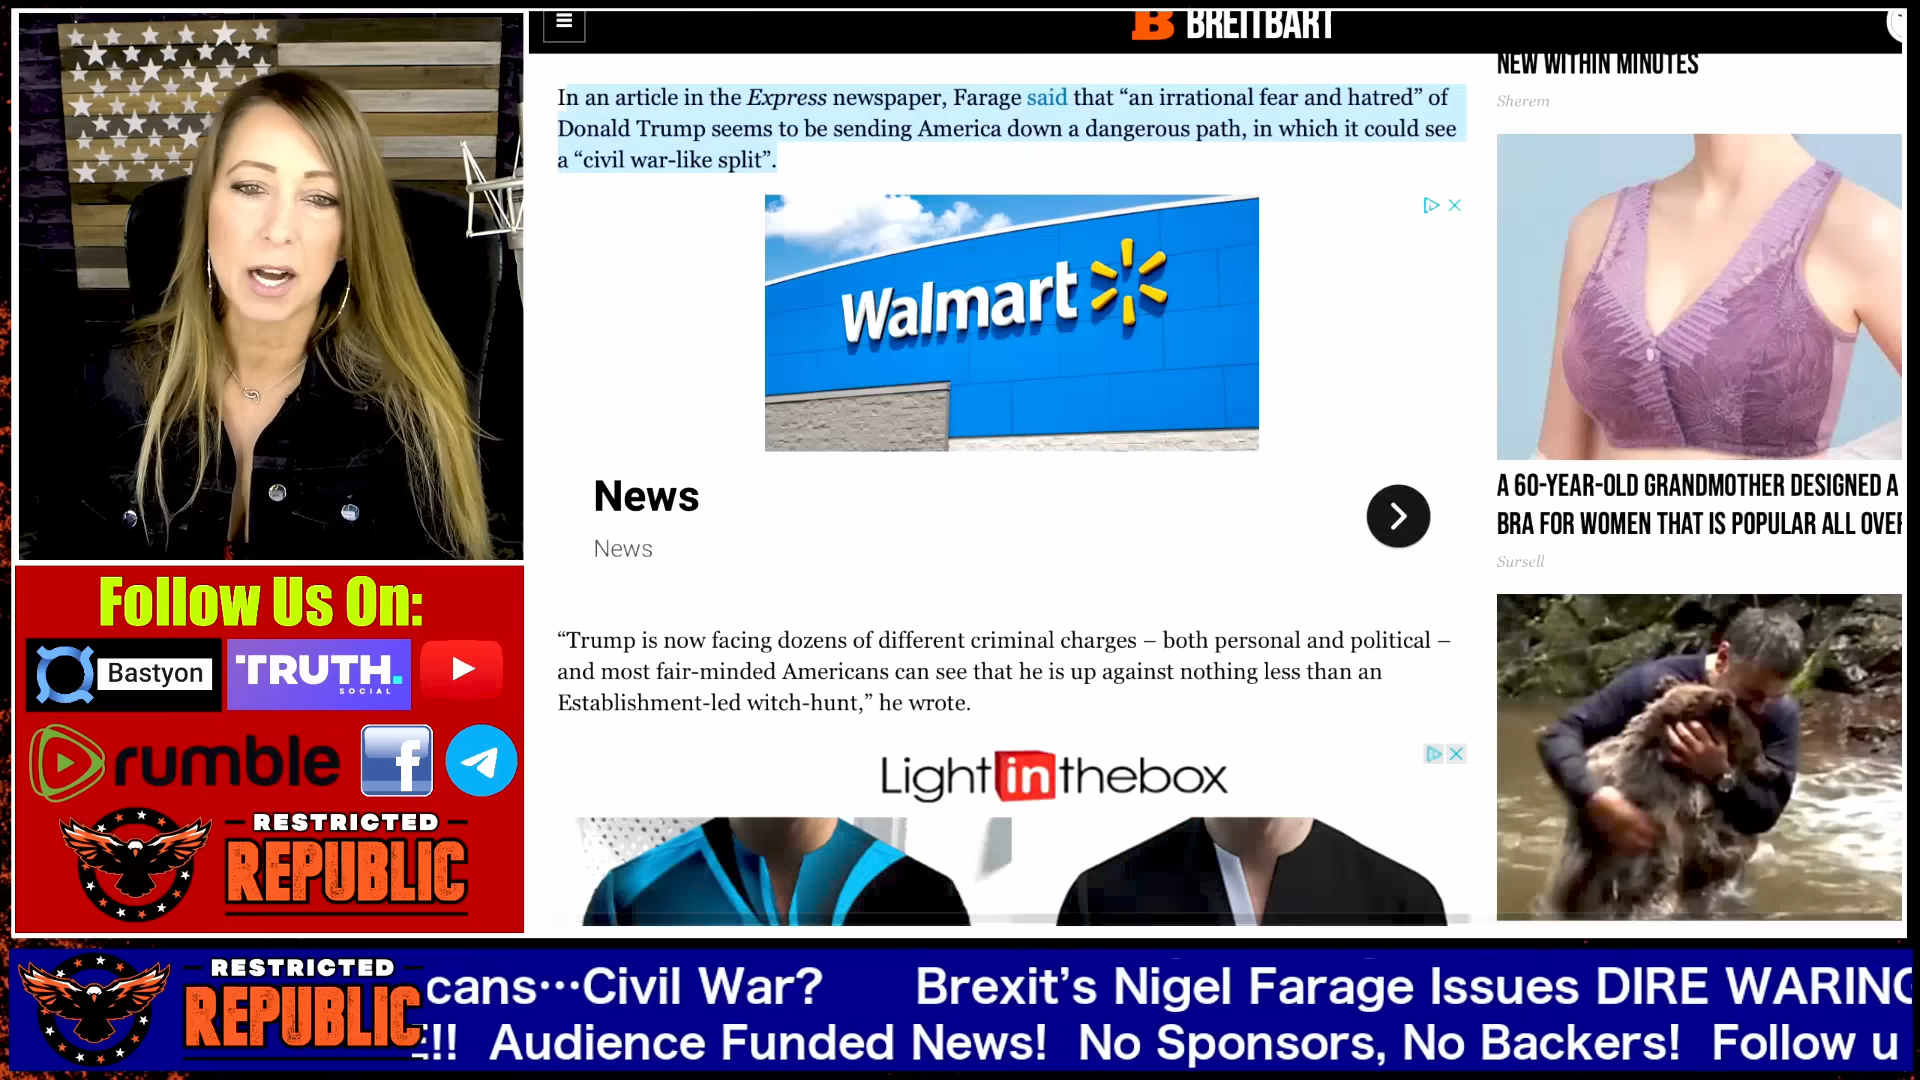 BREITBART
In an article in the Express newspaper, Farage said that “an irrational fear and hatred” of
Donald Trump seems to be sending America down a dangerous path, in which it could see
a “civil war-like split”.
Walmart
News
News
“Trump is now facing dozens of different criminal charges – both personal and political –
and most fair-minded Americans can see that he is up against nothing less than an
Establishment-led witch-hunt,” he wrote.
Lightinthebox
NEW WITHIN MINUTES
Sherem
A 60-YEAR-OLD GRANDMOTHER DESIGNED A
BRA FOR WOMEN THAT IS POPULAR ALL OVER
Sursell
Follow Us On:
Bastyon
TRUTH.
SOCIAL
rumble
f
RESTRICTED
REPUBLIC
RESTRICTED
REPUBLIC
cans···Civil War? Brexit’s Nigel Farage Issues DIRE WARING
E!! Audience Funded News! No Sponsors, No Backers! Follow u